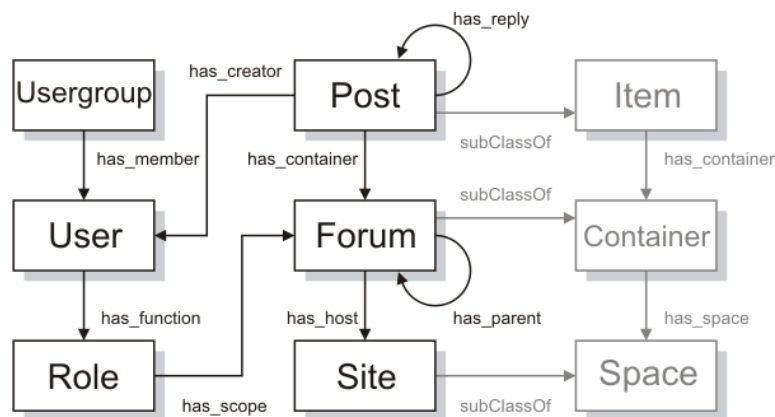 has_reply
has_creator
Usergroup
Post
Item
subClassOf
has_member
has_container
has_container
subClassOf
User
Forum
Container
has_function
has_host
has_parent
has_space
Role
Site
Space
has_scope
subClassOf